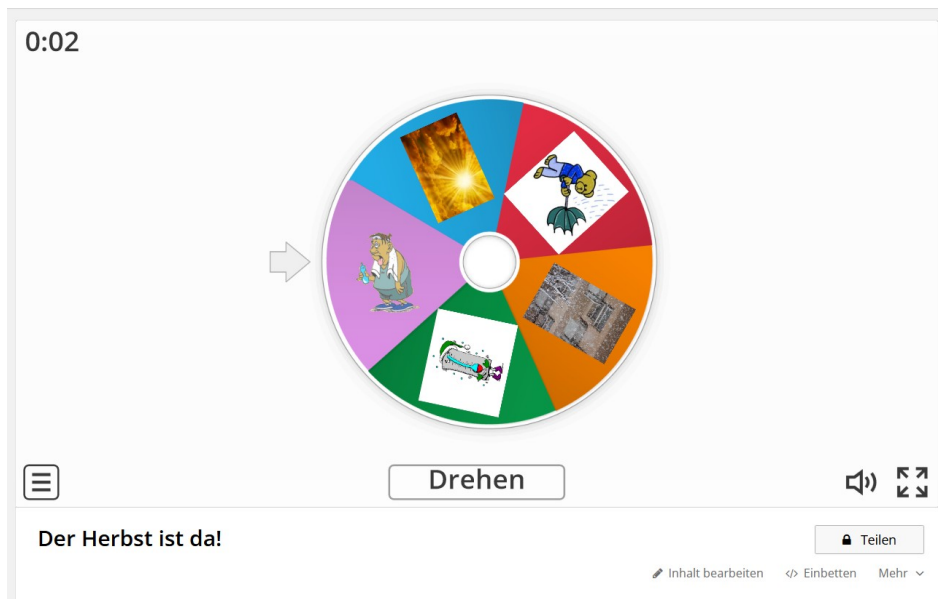 0:02
Drehen
Der Herbst ist da!
Teilen
Inhalt bearbeiten </> Einbetten Mehr